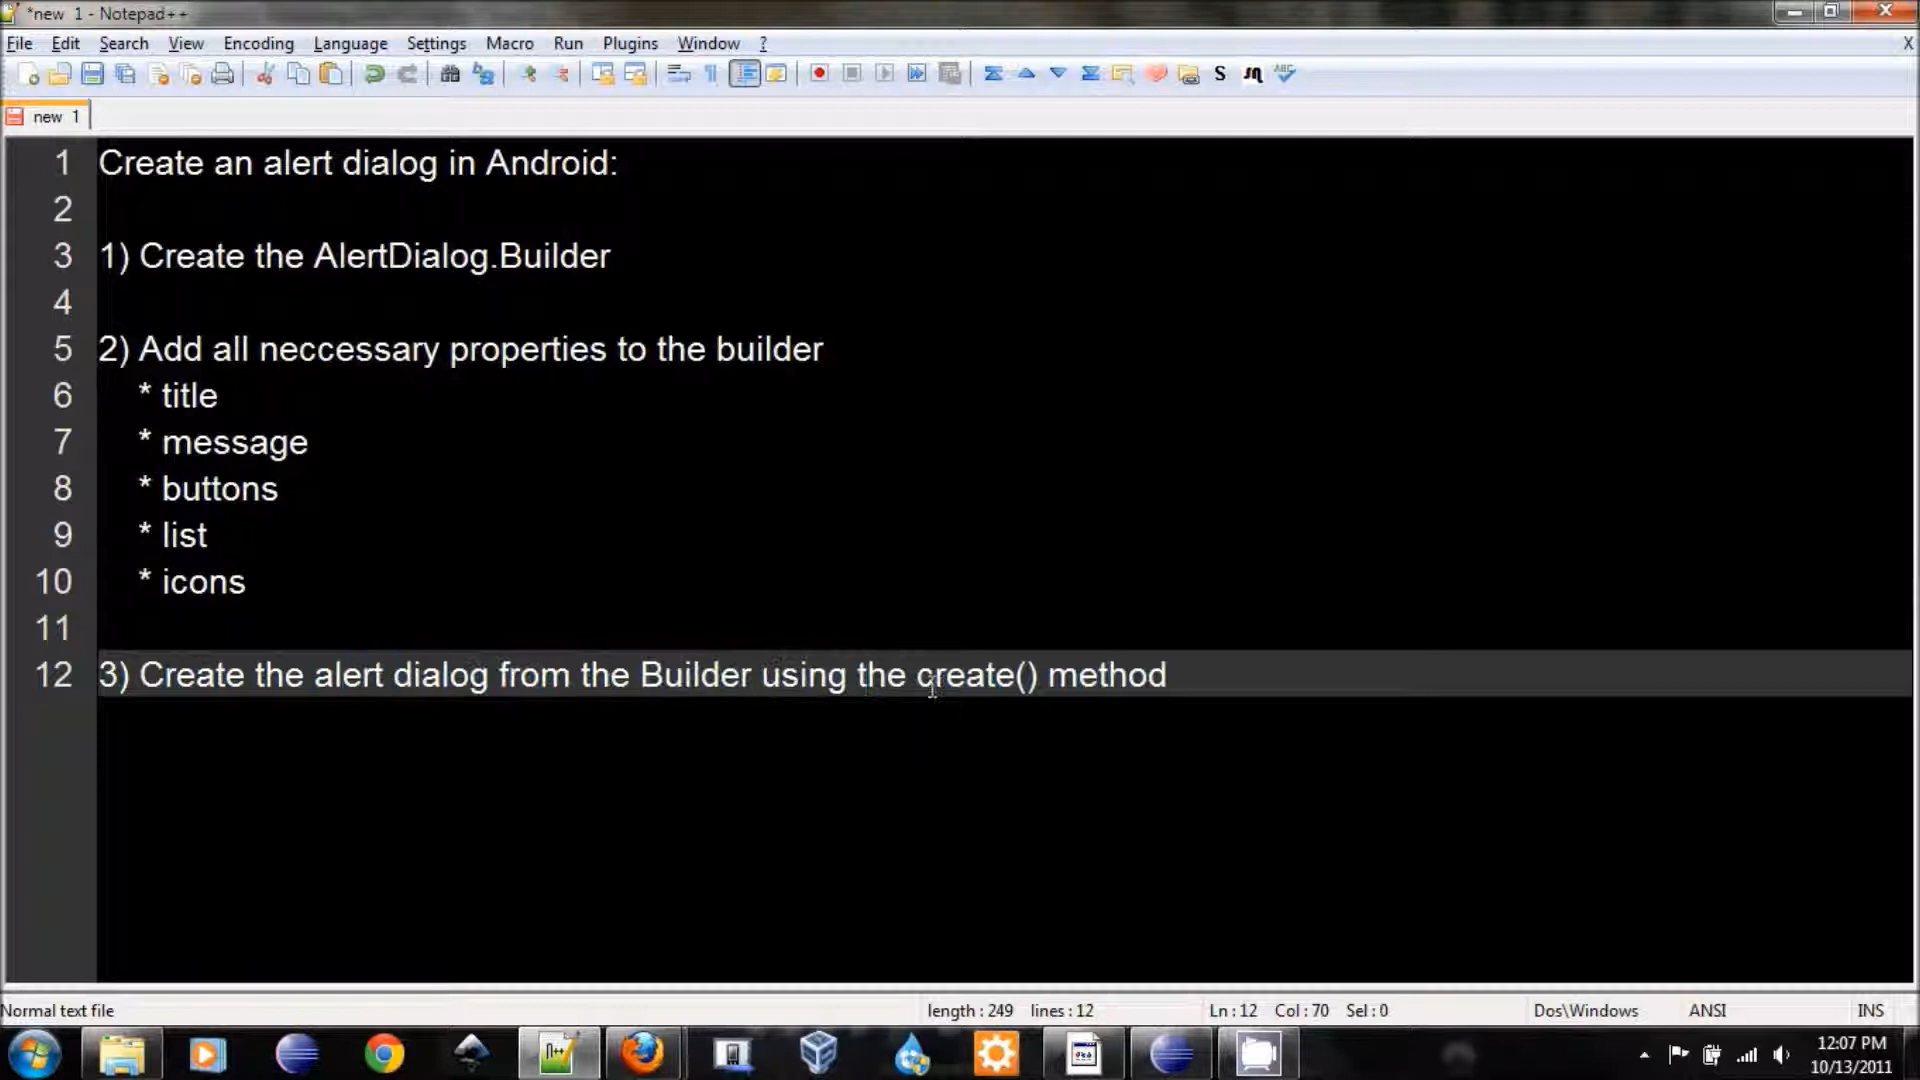 *new  1 - Notepad++
File Edit Search View Encoding Language Settings Macro Run Plugins Window ? X
new  1
1 Create an alert dialog in Android:
2
3 1) Create the AlertDialog.Builder
4
5 2) Add all neccessary properties to the builder
6 * title
7 * message
8 * buttons
9 * list
10 * icons
11
12 3) Create the alert dialog from the Builder using the create() method
Normal text file length : 249 lines : 12 Ln : 12 Col : 70 Sel : 0 Dos\Windows ANSI INS
12:07 PM
10/13/2011